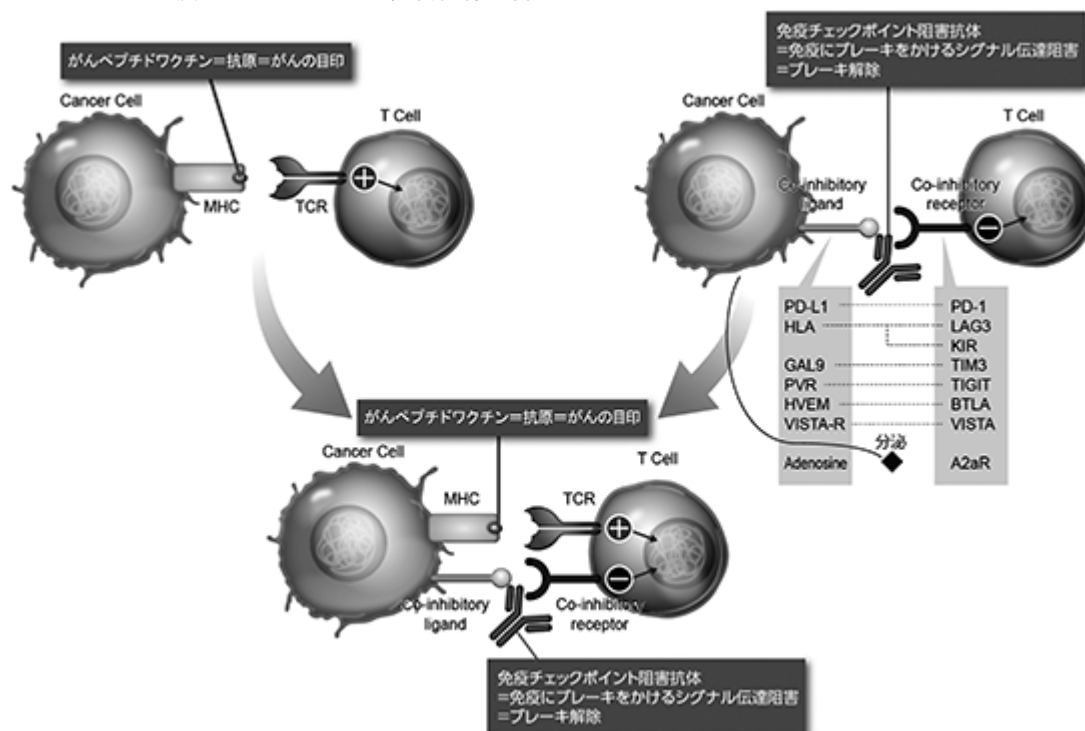 がんペプチドワクチン=抗原=がんの目印
Cancer Cell
T Cell
MHC
TCR
免疫チェックポイント阻害抗体
=免疫にブレーキをかけるシグナル伝達阻害
=ブレーキ解除
Cancer Cell
T Cell
Co-inhibitory
ligand
Co-inhibitory
receptor
PD-L1
PD-1
HLA
LAG3
KIR
GAL9
TIM3
PVR
TIGIT
HVEM
BTLA
VISTA-R
VISTA
分泌
Adenosine
A2aR
がんペプチドワクチン=抗原=がんの目印
Cancer Cell
T Cell
MHC
TCR
Co-inhibitory
ligand
Co-inhibitory
receptor
免疫チェックポイント阻害抗体
=免疫にブレーキをかけるシグナル伝達阻害
=ブレーキ解除